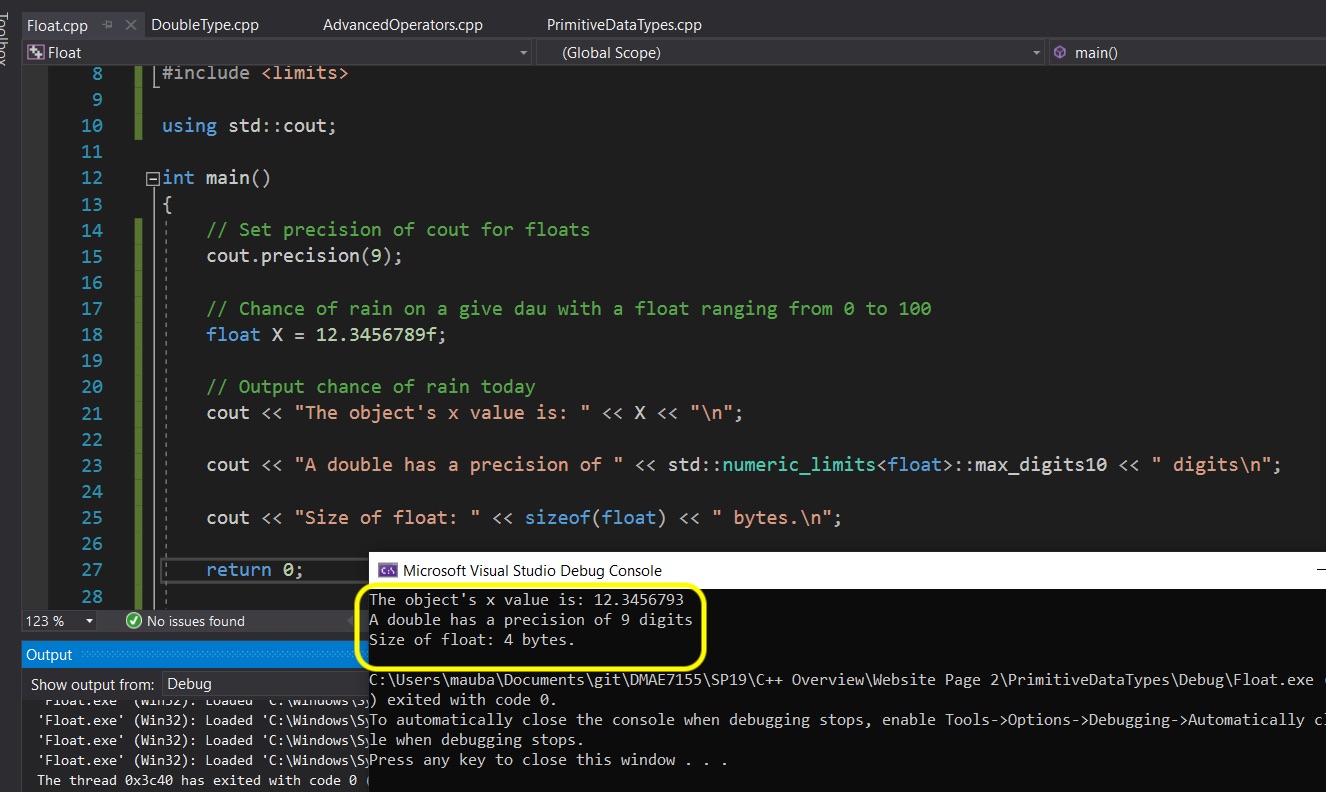 Toolbox
Float.cpp DoubleType.cpp AdvancedOperators.cpp PrimitiveDataTypes.cpp
Float (Global Scope) main()
8 #include <limits>
9
10 using std::cout;
11
12 int main()
13 {
14 // Set precision of cout for floats
15 cout.precision(9);
16
17 // Chance of rain on a give dau with a float ranging from 0 to 100
18 float X = 12.3456789f;
19
20 // Output chance of rain today
21 cout << "The object's x value is: " << X << "\n";
22
23 cout << "A double has a precision of " << std::numeric_limits<float>::max_digits10 << " digits\n";
24
25 cout << "Size of float: " << sizeof(float) << " bytes.\n";
26
27 return 0;
28
123 % No issues found
Output
Show output from: Debug
'Float.exe' (Win32): Loaded 'C:\Windows\Sy
'Float.exe' (Win32): Loaded 'C:\Windows\Sy
'Float.exe' (Win32): Loaded 'C:\Windows\Sy
'Float.exe' (Win32): Loaded 'C:\Windows\Sy
The thread 0x3c40 has exited with code 0 (
C:\ Microsoft Visual Studio Debug Console
The object's x value is: 12.3456793
A double has a precision of 9 digits
Size of float: 4 bytes.
C:\Users\mauba\Documents\git\DMAE7155\SP19\C++ Overview\Website Page 2\PrimitiveDataTypes\Debug\Float.exe (
) exited with code 0.
To automatically close the console when debugging stops, enable Tools->Options->Debugging->Automatically cl
le when debugging stops.
Press any key to close this window . . .